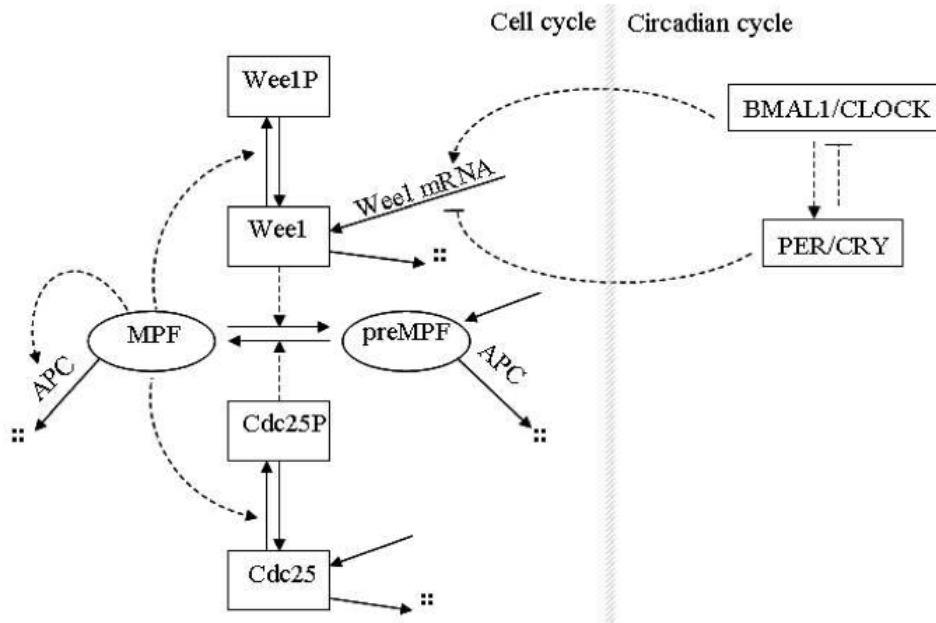 Cell cycle
Circadian cycle
Wee1P
BMAL1/CLOCK
Wee1 mRNA
Wee1
PER/CRY
MPF
preMPF
APC
APC
Cdc25P
Cdc25